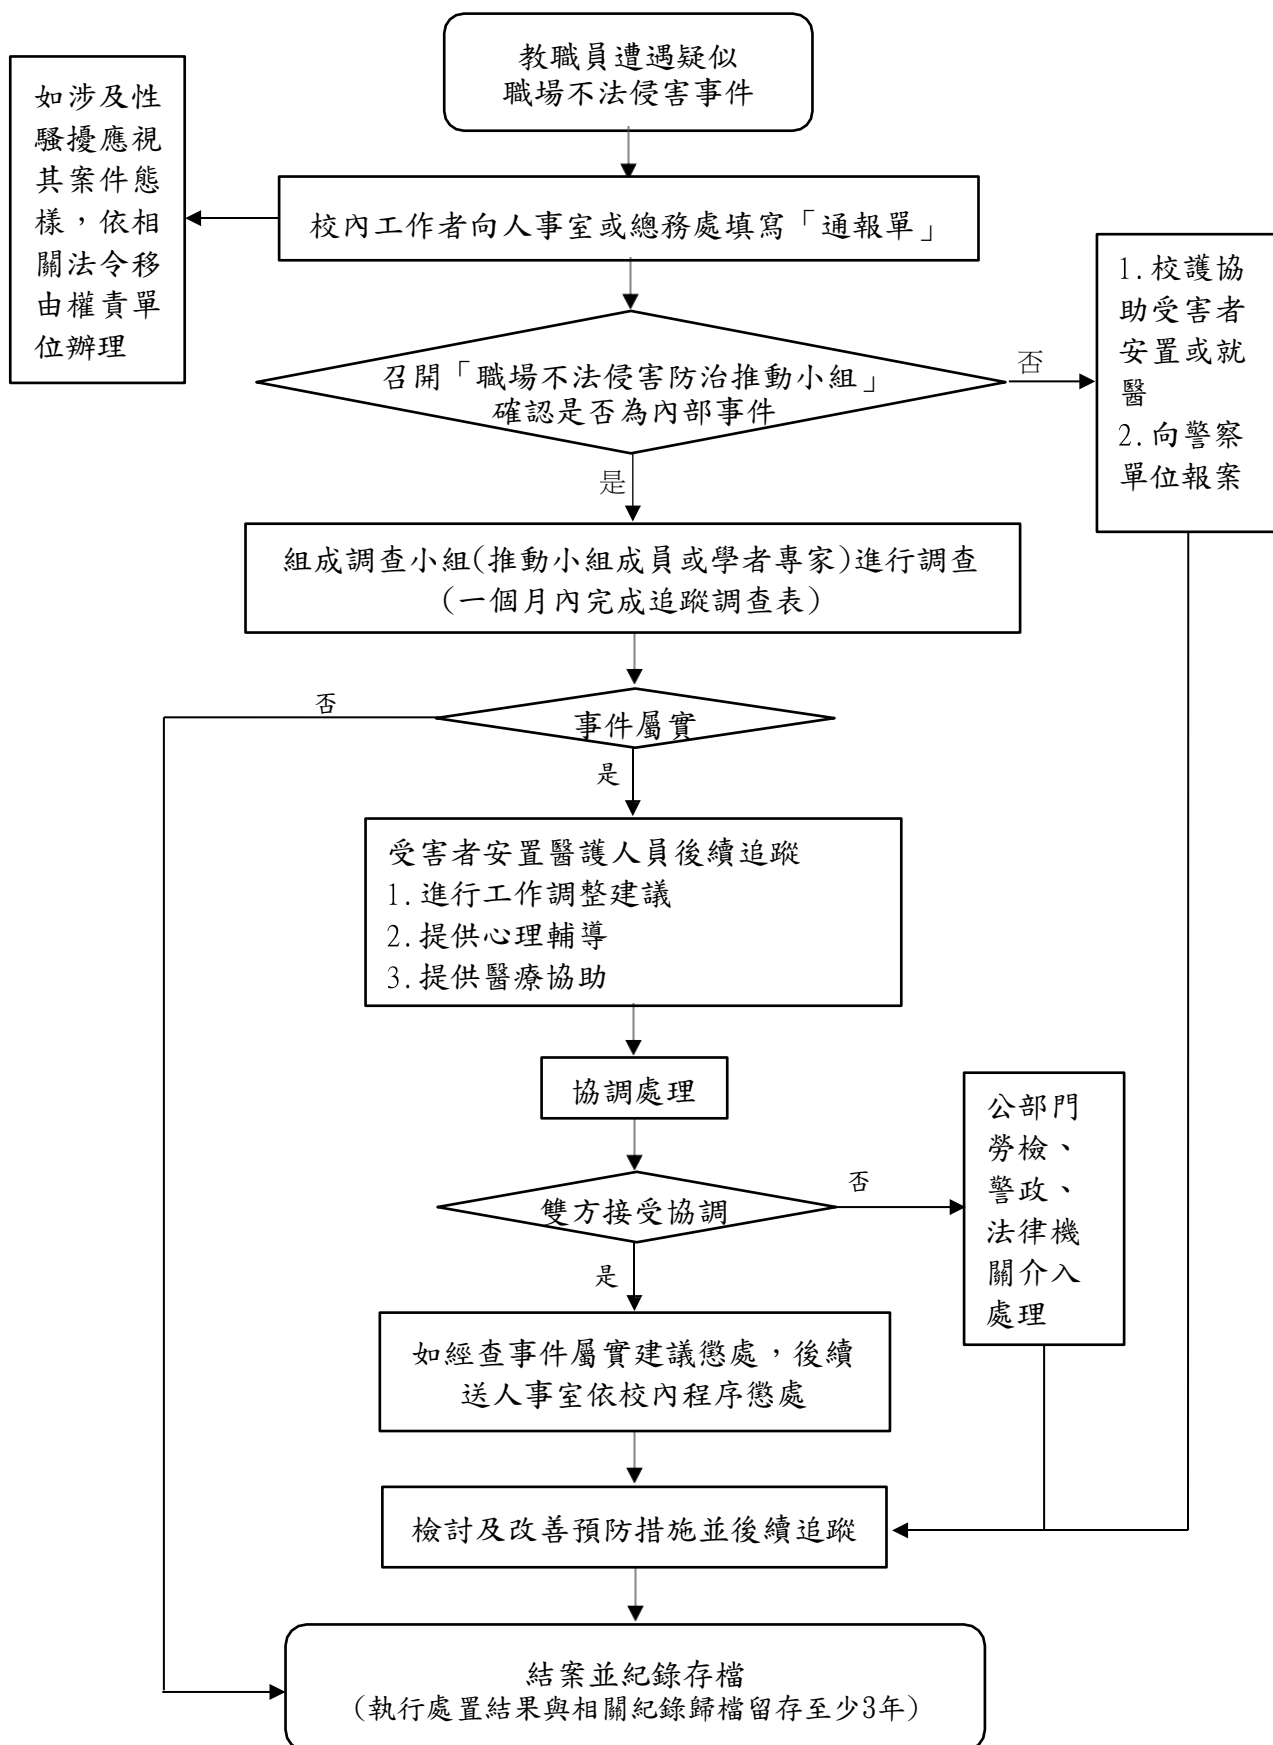 教職員遭遇疑似
職場不法侵害事件
如涉及性
騷擾應視
其案件態
樣，依相
關法令移
由權責單
位辦理
校內工作者向人事室或總務處填寫「通報單」
召開「職場不法侵害防治推動小組」
確認是否為內部事件
否
1.校護協
助受害者
安置或就
醫
2.向警察
單位報案
是
組成調查小組(推動小組成員或學者專家)進行調查
(一個月內完成追蹤調查表)
否
事件屬實
是
受害者安置醫護人員後續追蹤
1.進行工作調整建議
2.提供心理輔導
3.提供醫療協助
協調處理
雙方接受協調
否
公部門
勞檢、
警政、
法律機
關介入
處理
是
如經查事件屬實建議懲處，後續
送人事室依校內程序懲處
檢討及改善預防措施並後續追蹤
結案並紀錄存檔
(執行處置結果與相關紀錄歸檔留存至少3年)